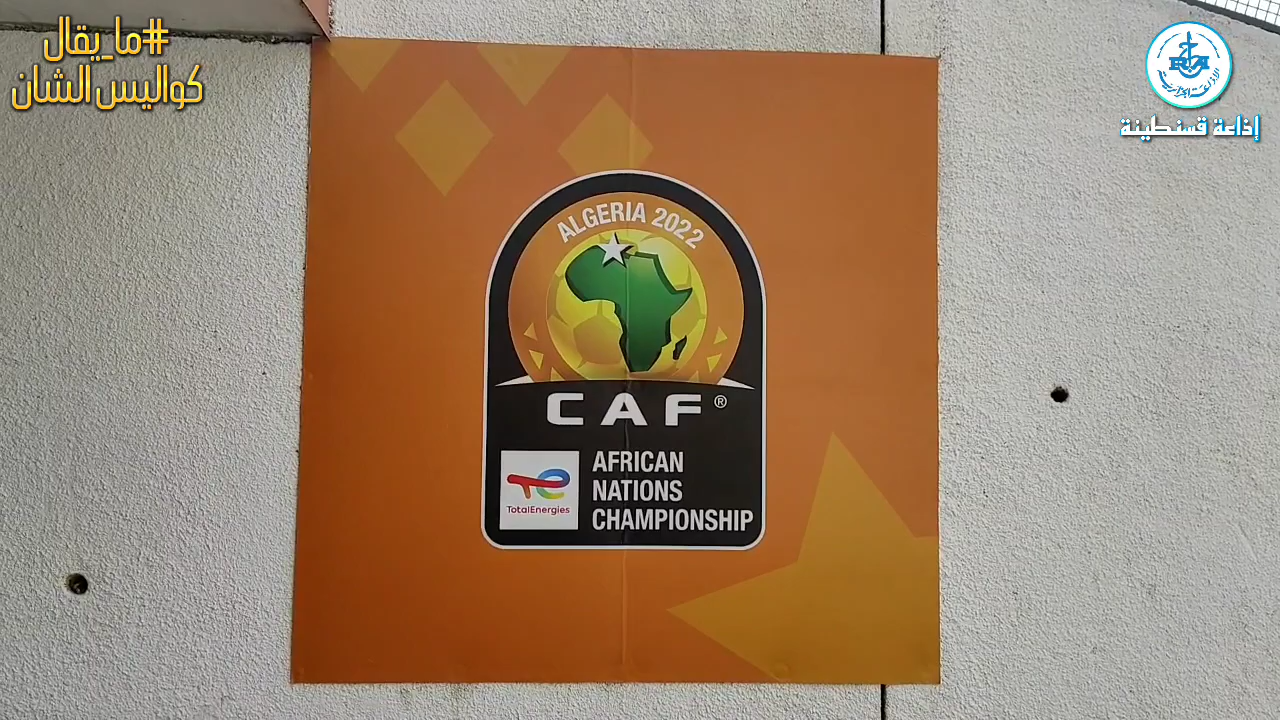 #ما_يقال
كواليس الشان
إذاعة قسنطينة
ALGERIA 2022
CAF®
TotalEnergies
AFRICAN
NATIONS
CHAMPIONSHIP